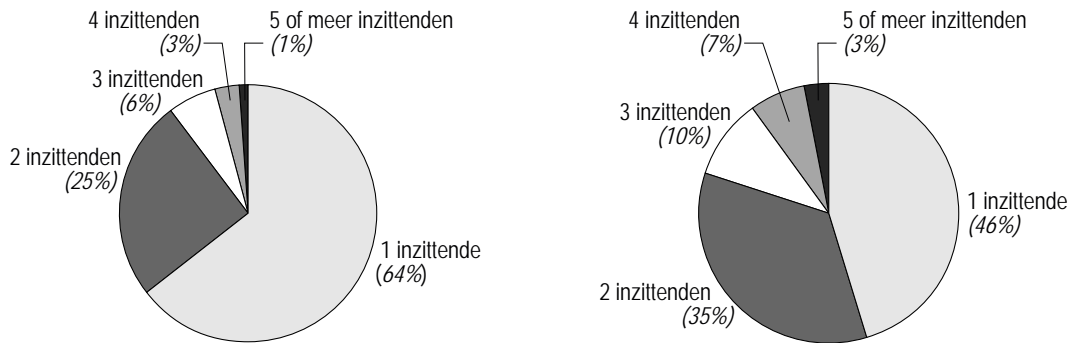 4 inzittenden
(3%)
5 of meer inzittenden
(1%)
3 inzittenden
(6%)
2 inzittenden
(25%)
1 inzittende
(64%)
4 inzittenden
(7%)
5 of meer inzittenden
(3%)
3 inzittenden
(10%)
1 inzittende
(46%)
2 inzittenden
(35%)